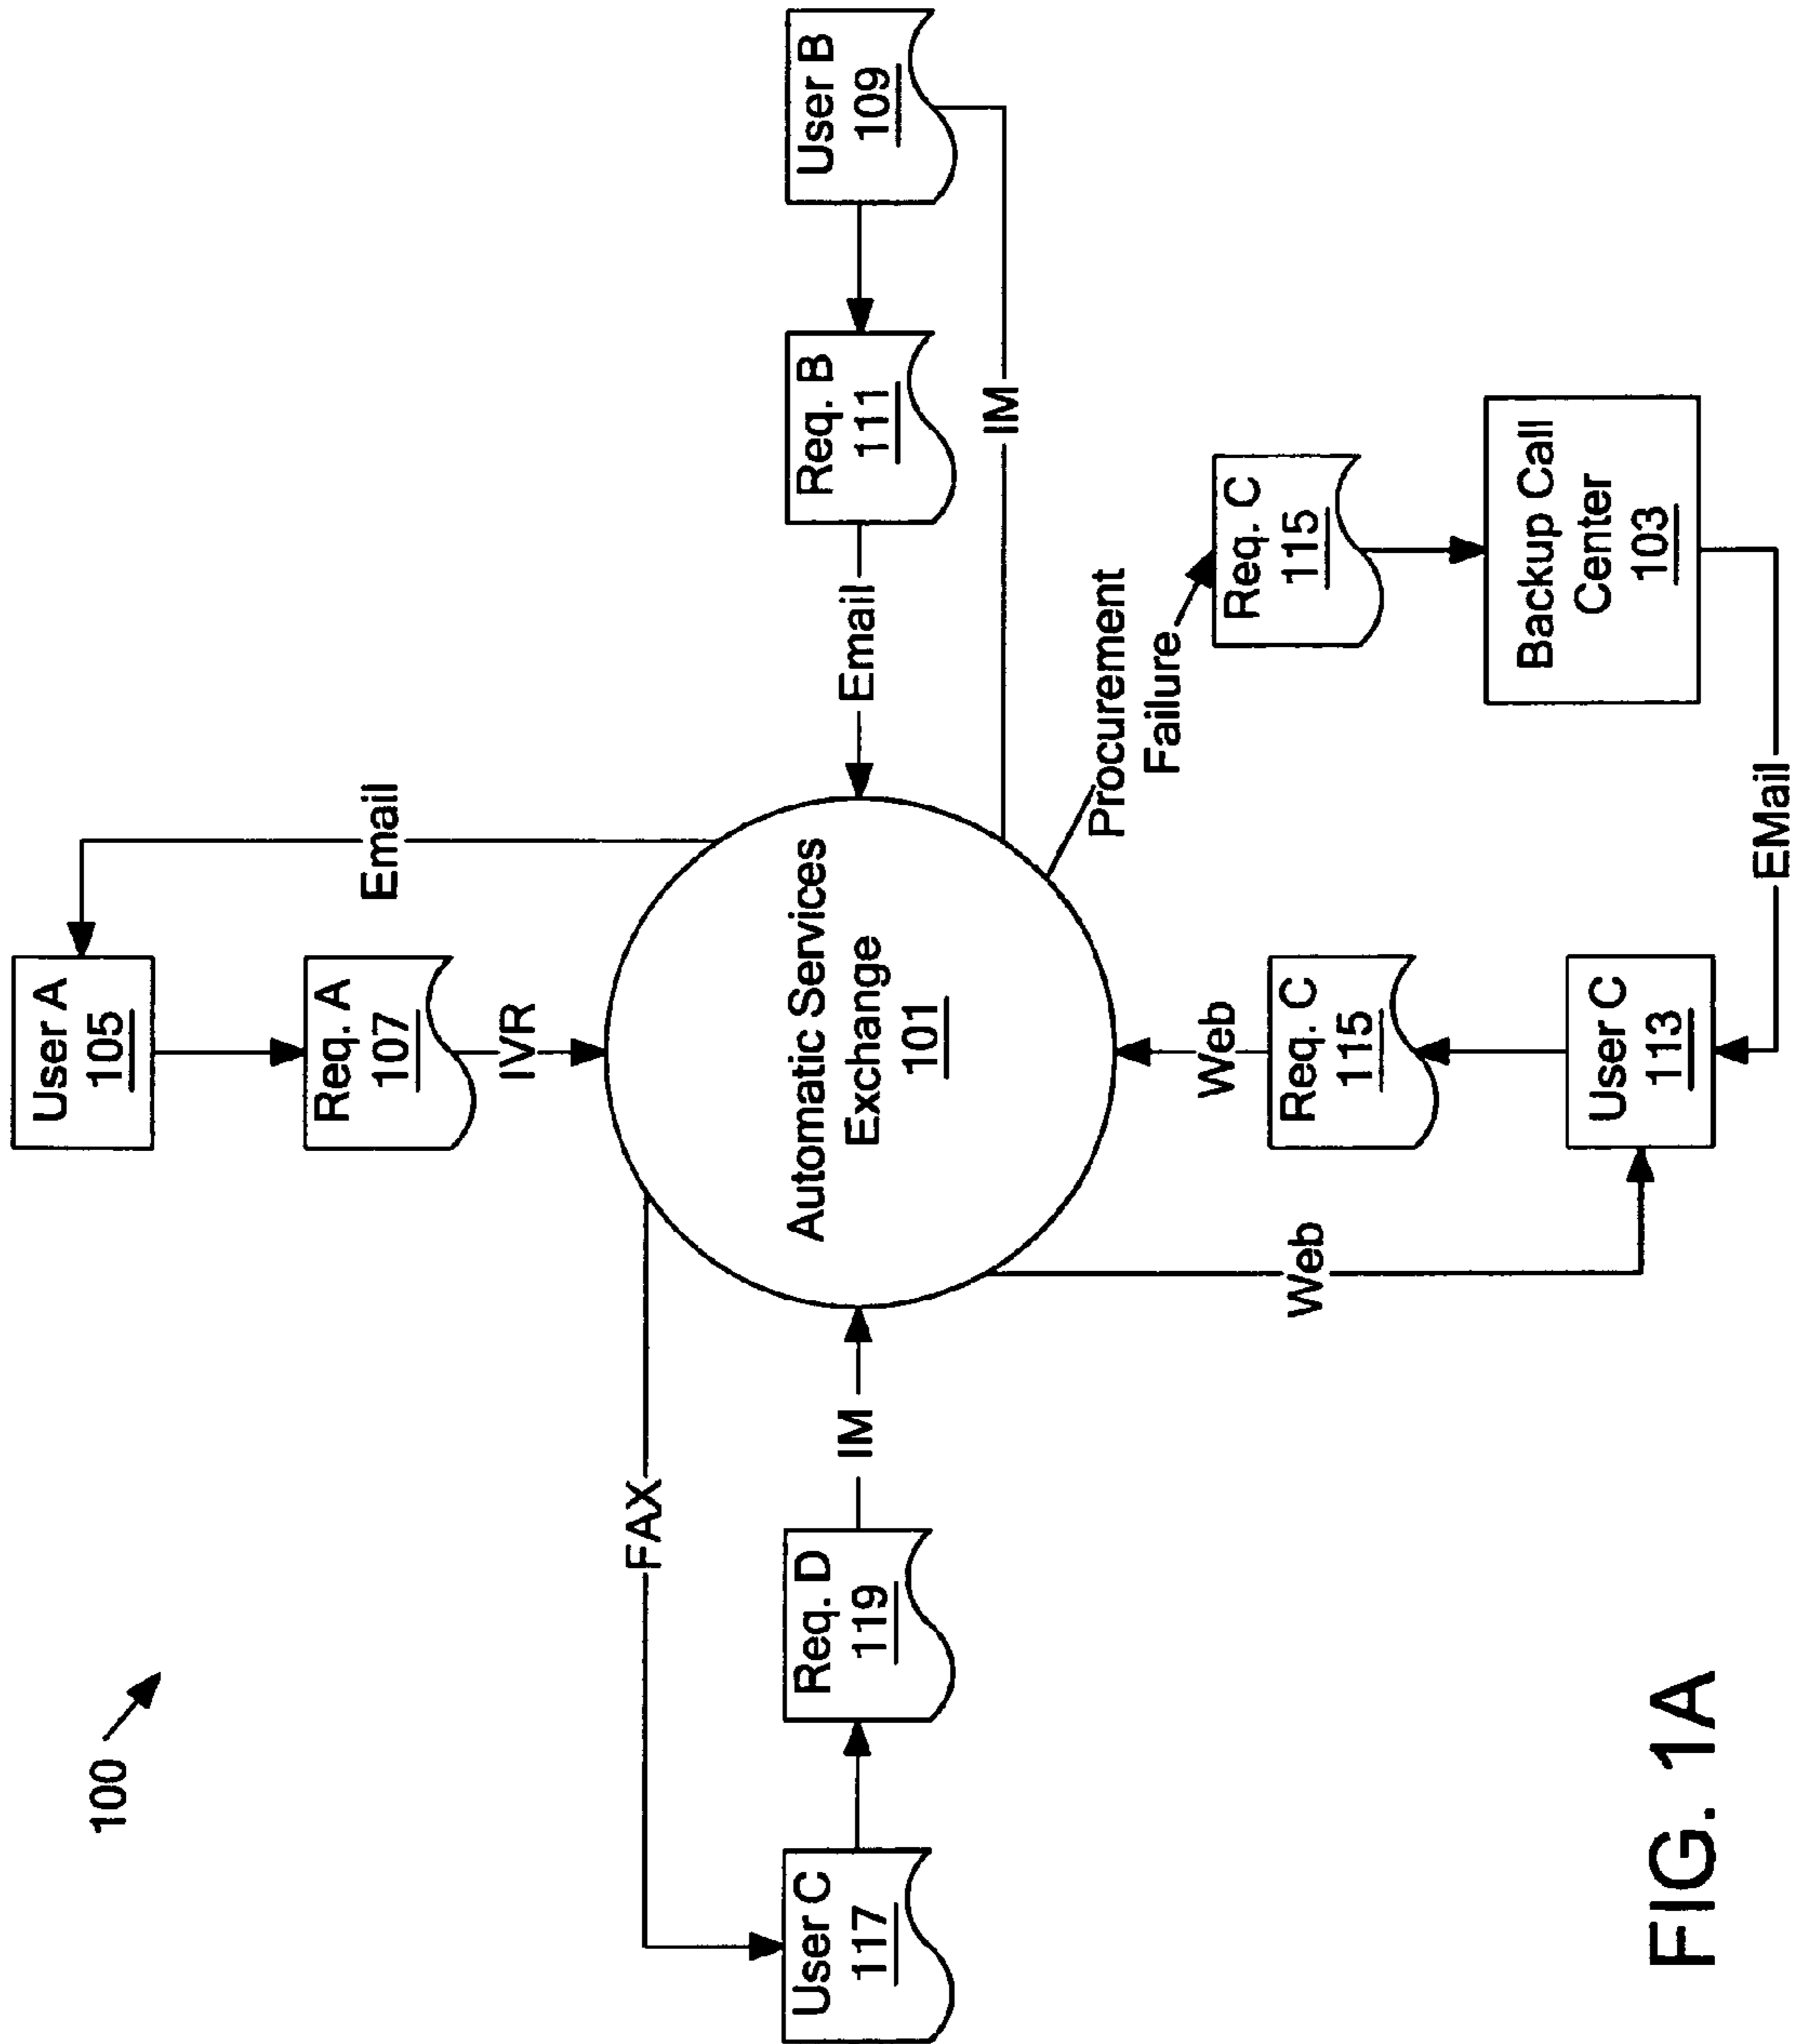 100
User A
105
Req. A
107
Email
IVR
FAX
User C
117
Req. D
119
IM
Automatic Services
Exchange
101
Email
Req. B
111
User B
109
IM
Procurement
Failure
Web
Req. C
115
Web
Req. C
115
Backup Call
Center
103
User C
113
EMail
FIG. 1A